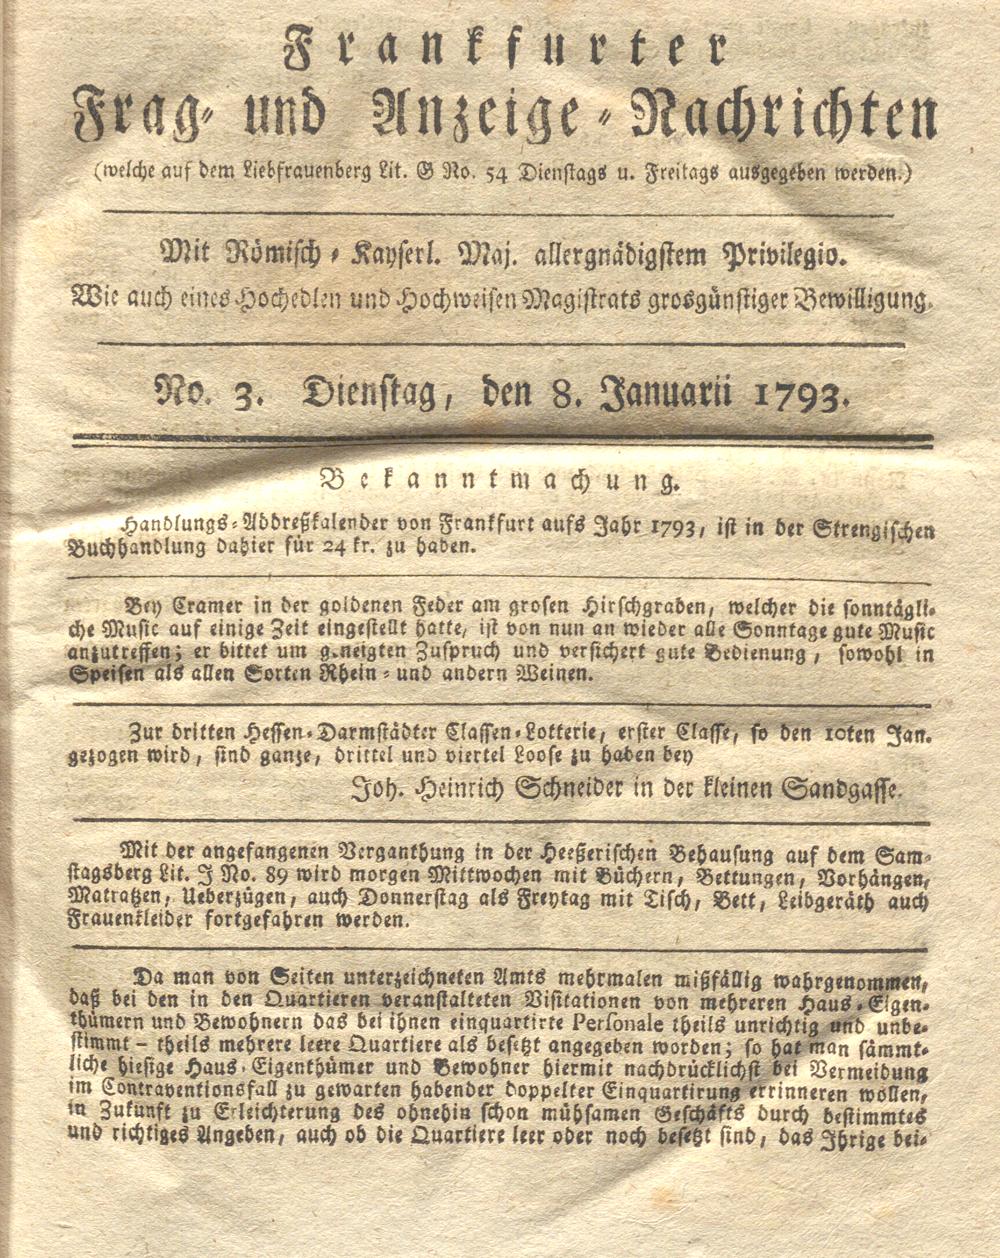 Frankfurter
Frag- und Anzeige-Nachrichten
(welche auf dem Liebfrauenberg Lit. G No. 54 Dienstags u. Freitags ausgegeben werden.)
Mit Römisch-Kayserl. Maj. allergnädigstem Privilegio.
Wie auch eines Hochedlen und Hochweisen Magistrats grosgünstiger Bewilligung.
No. 3. Dienstag, den 8. Januarii 1793.
Bekanntmachung.
Handlungs-Addreßkalender von Frankfurt aufs Jahr 1793, ist in der Strengischen
Buchhandlung dahier für 24 kr. zu haben.
Bey Cramer in der goldenen Feder am grosen Hirschgraben, welcher die sonntägli-
che Music auf einige Zeit eingestellt hatte, ist von nun an wieder alle Sonntage gute Music
anzutreffen; er bittet um geneigten Zuspruch und versichert gute Bedienung, sowohl in
Speisen als allen Sorten Rhein- und andern Weinen.
Zur dritten Hessen-Darmstädter Classen-Lotterie, erster Classe, so den 10ten Jan.
gezogen wird, sind ganze, drittel und viertel Loose zu haben bey
Joh. Heinrich Schneider in der kleinen Sandgasse.
Mit der angefangenen Verganthung in der Heeßerischen Behausung auf dem Sam-
stagsberg Lit. J No. 89 wird morgen Mittwochen mit Büchern, Bettungen, Vorhängen,
Matratzen, Ueberzügen, auch Donnerstag als Freytag mit Tisch, Bett, Leibgeräth auch
Frauenkleider fortgefahren werden.
Da man von Seiten unterzeichneten Amts mehrmalen mißfällig wahrgenommen,
daß bei den in den Quartieren veranstalteten Visitationen von mehreren Haus-Eigen-
thümern und Bewohnern das bei ihnen einquartirte Personale theils unrichtig und unbe-
stimmt – theils mehrere leere Quartiere als besetzt angegeben worden; so hat man sämmt-
liche hiesige Haus-Eigenthümer und Bewohner hiermit nachdrücklichst bei Vermeidung
im Contraventionsfall zu gewarten habender doppelter Einquartirung errinneren wollen,
in Zukunft zu Erleichterung des ohnehin schon mühsamen Geschäfts durch bestimmtes
und richtiges Angeben, auch ob die Quartiere leer oder noch besetzt sind, das Ihrige bei-